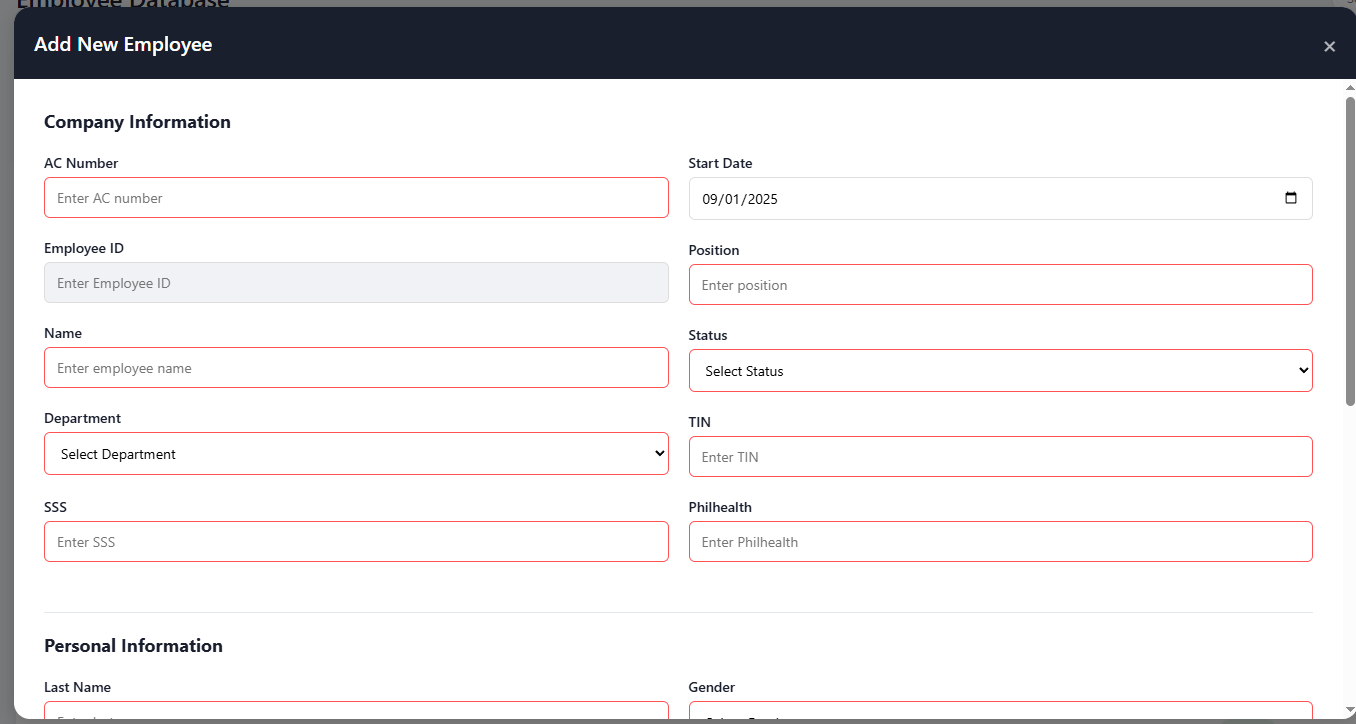 Employee Database
Add New Employee
×
Company Information
AC Number
Enter AC number
Start Date
09/01/2025
Employee ID
Enter Employee ID
Position
Enter position
Name
Enter employee name
Status
Select Status
Department
Select Department
TIN
Enter TIN
SSS
Enter SSS
Philhealth
Enter Philhealth
Personal Information
Last Name
Gender